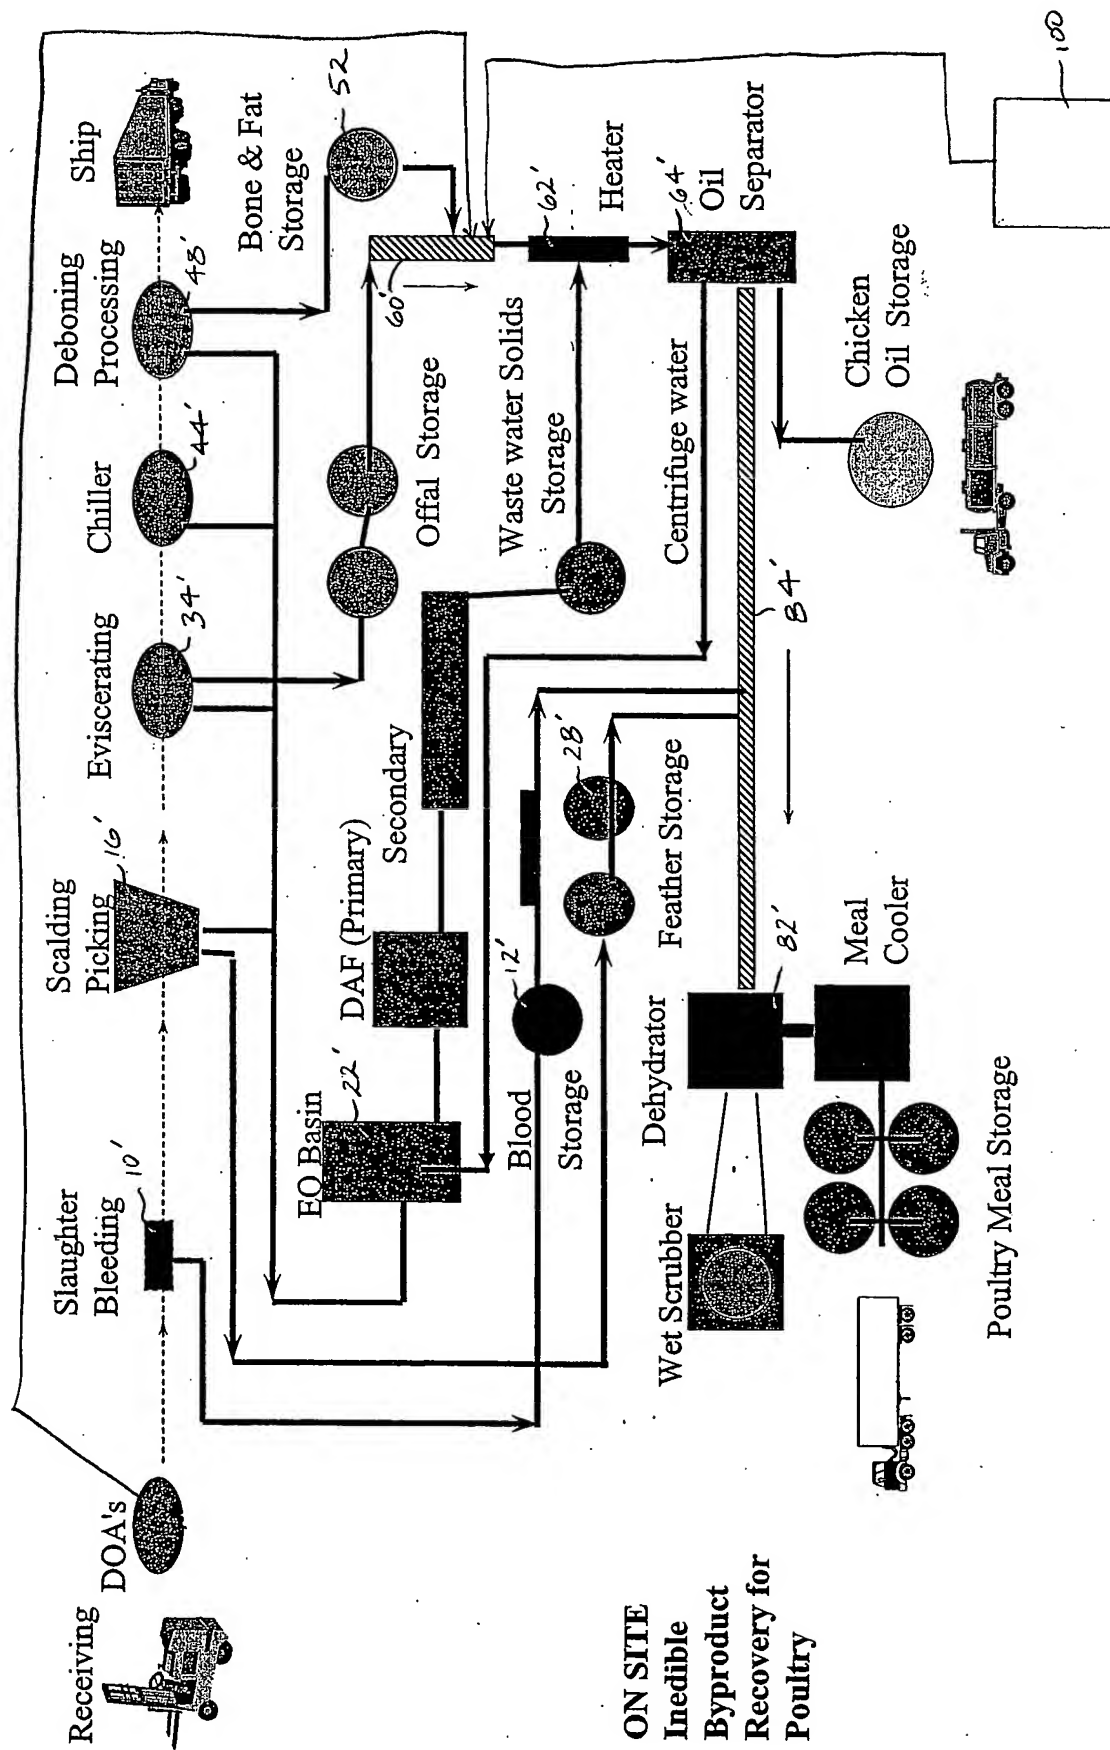 Receiving
DOA's
Slaughter
Bleeding
10'
Scalding
Picking
16'
Eviscerating
34'
Chiller
44'
Deboning
Processing
48'
Ship
Bone & Fat
Storage
52
EQ Basin
22'
DAF (Primary)
Secondary
Offal Storage
60'
Waste water Solids
Storage
62'
Heater
Blood
Storage
12'
Feather Storage
28'
Centrifuge water
64'
Oil
Separator
Wet Scrubber
Dehydrator
82'
84'
Meal
Cooler
Chicken
Oil Storage
Poultry Meal Storage
100
ON SITE
Inedible
Byproduct
Recovery for
Poultry